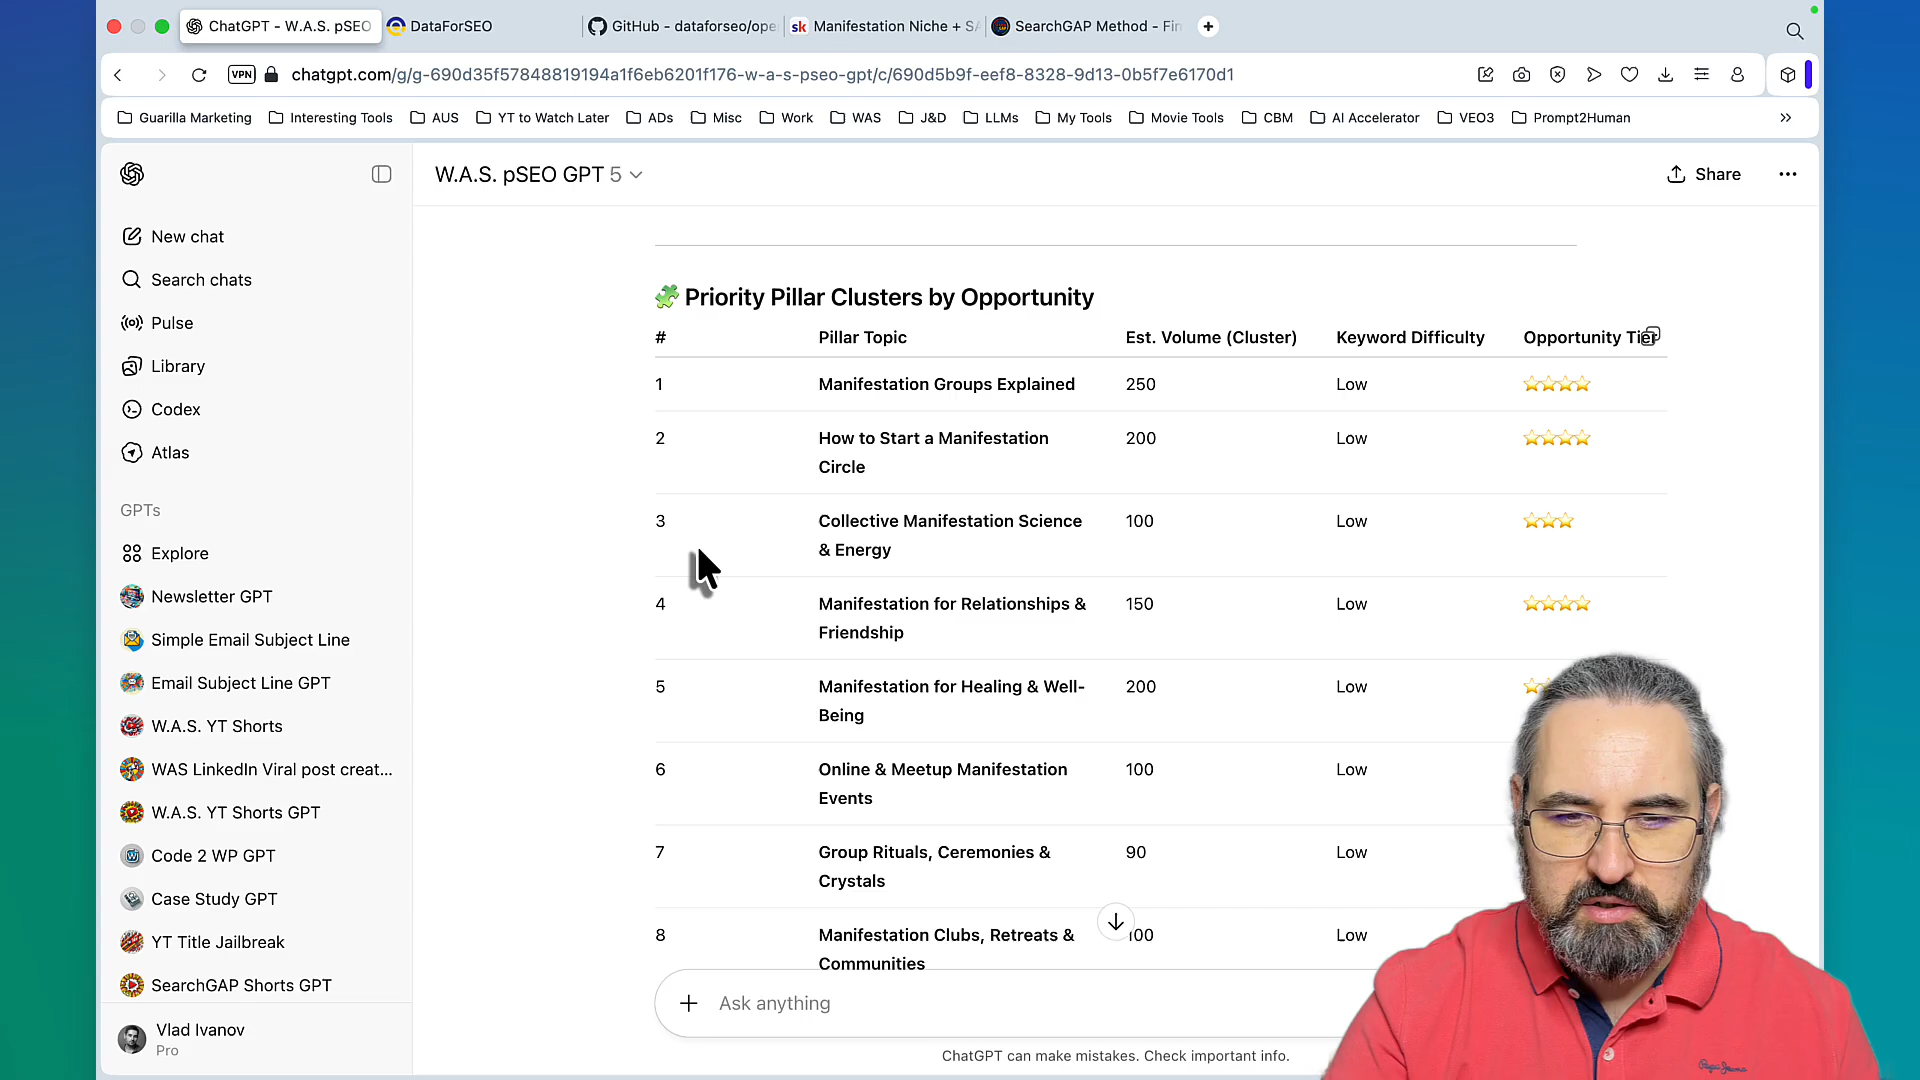 ChatGPT - W.A.S. pSEO
DataForSEO
GitHub - dataforseo/ope
sk Manifestation Niche + SA
SearchGAP Method - Fin
VPN
chatgpt.com/g/g-690d35f57848819194a1f6eb6201f176-w-a-s-pseo-gpt/c/690d5b9f-eef8-8328-9d13-0b5f7e6170d1
Guarilla Marketing
Interesting Tools
AUS
YT to Watch Later
ADs
Misc
Work
WAS
J&D
LLMs
My Tools
Movie Tools
CBM
AI Accelerator
VEO3
Prompt2Human
W.A.S. pSEO GPT 5
Share
New chat
Search chats
Pulse
Library
Codex
Atlas
GPTs
Explore
Newsletter GPT
Simple Email Subject Line
Email Subject Line GPT
W.A.S. YT Shorts
WAS LinkedIn Viral post creat...
W.A.S. YT Shorts GPT
Code 2 WP GPT
Case Study GPT
YT Title Jailbreak
SearchGAP Shorts GPT
Vlad Ivanov
Pro
Priority Pillar Clusters by Opportunity
# Pillar Topic Est. Volume (Cluster) Keyword Difficulty Opportunity Tier
1 Manifestation Groups Explained 250 Low
2 How to Start a Manifestation 200 Low
Circle
3 Collective Manifestation Science 100 Low
& Energy
4 Manifestation for Relationships & 150 Low
Friendship
5 Manifestation for Healing & Well- 200 Low
Being
6 Online & Meetup Manifestation 100 Low
Events
7 Group Rituals, Ceremonies & 90 Low
Crystals
8 Manifestation Clubs, Retreats & 100 Low
Communities
Ask anything
ChatGPT can make mistakes. Check important info.